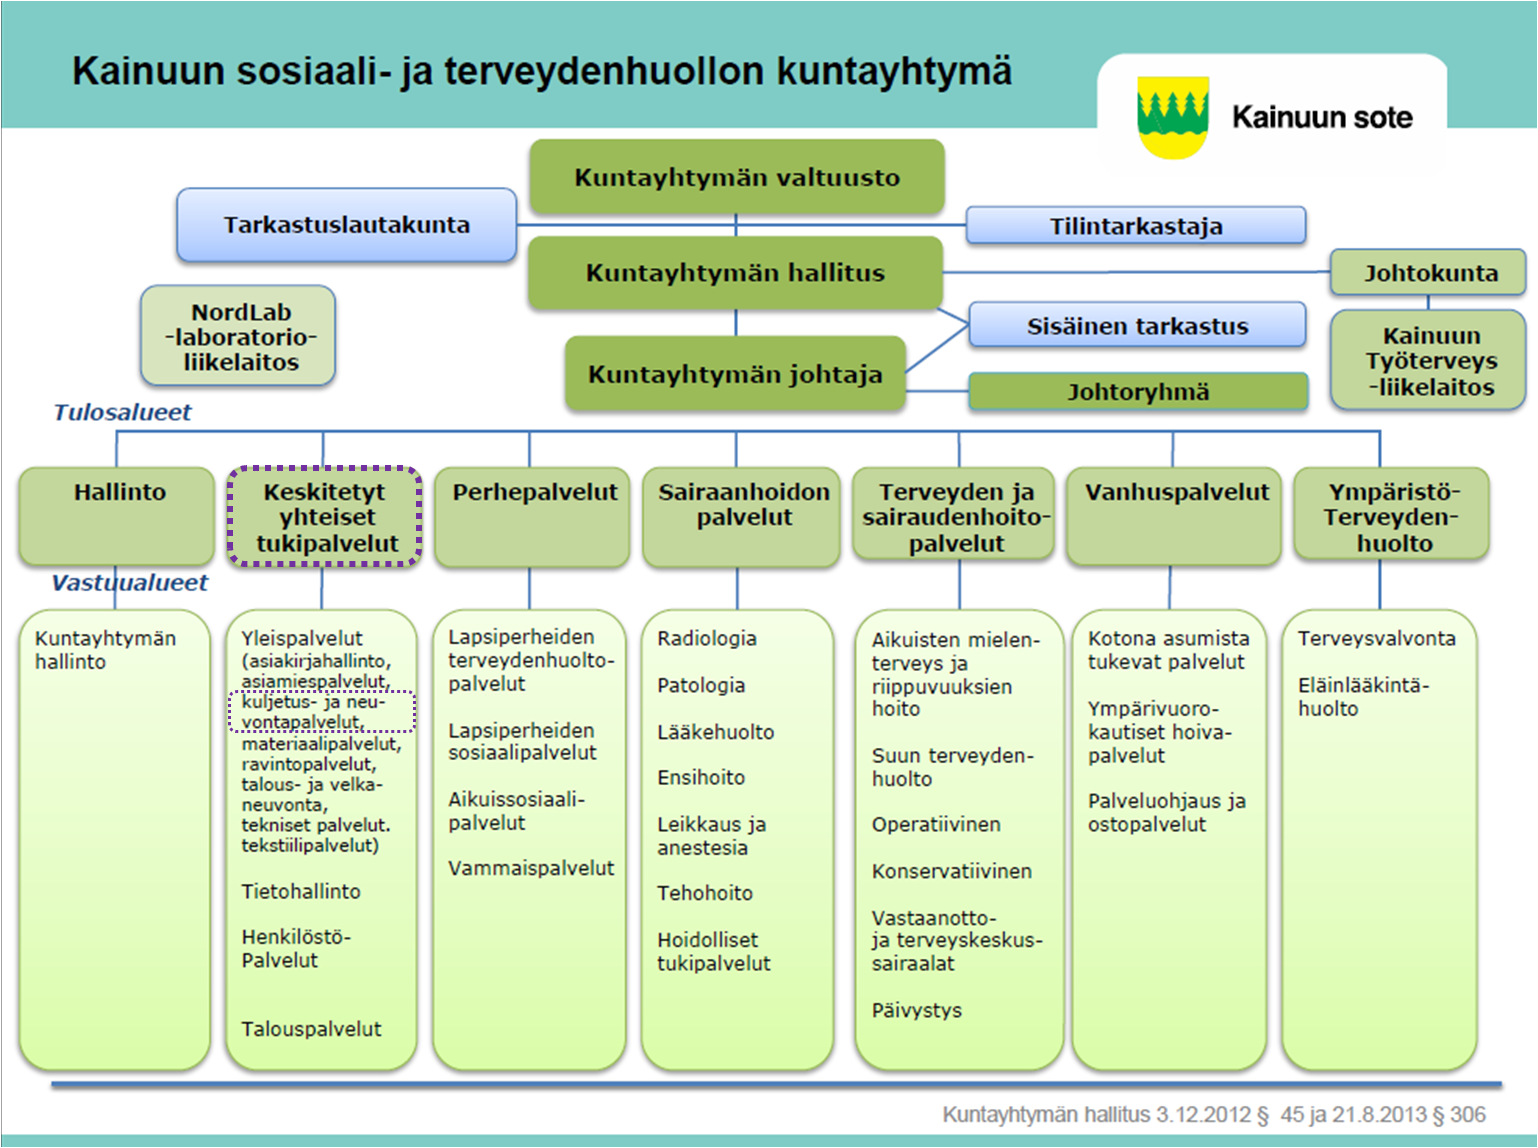 Kainuun sosiaali- ja terveydenhuollon kuntayhtymä
Kainuun sote
Kuntayhtymän valtuusto
Tarkastuslautakunta
Tilintarkastaja
Kuntayhtymän hallitus
Johtokunta
NordLab
-laboratorio-
liikelaitos
Sisäinen tarkastus
Kainuun
Työterveys
-liikelaitos
Kuntayhtymän johtaja
Johtoryhmä
Tulosalueet
Hallinto
Keskitetyt
yhteiset
tukipalvelut
Perhepalvelut
Sairaanhoidon
palvelut
Terveyden ja
sairaudenhoito-
palvelut
Vanhuspalvelut
Ympäristö-
Terveyden-
huolto
Vastuualueet
Kuntayhtymän
hallinto
Yleispalvelut
(asiakirjahallinto,
asiamiespalvelut,
kuljetus- ja neu-
vontapalvelut,
materiaalipalvelut,
ravintopalvelut,
talous- ja velka-
neuvonta,
tekniset palvelut.
tekstiilipalvelut)
Tietohallinto
Henkilöstö-
Palvelut
Talouspalvelut
Lapsiperheiden
terveydenhuolto-
palvelut
Lapsiperheiden
sosiaalipalvelut
Aikuissosiaali-
palvelut
Vammaispalvelut
Radiologia
Patologia
Lääkehuolto
Ensihoito
Leikkaus ja
anestesia
Tehohoito
Hoidolliset
tukipalvelut
Aikuisten mielen-
terveys ja
riippuvuuksien
hoito
Suun terveyden-
huolto
Operatiivinen
Konservatiivinen
Vastaanotto-
ja terveyskeskus-
sairaalat
Päivystys
Kotona asumista
tukevat palvelut
Ympärivuoro-
kautiset hoiva-
palvelut
Palveluohjaus ja
ostopalvelut
Terveysvalvonta
Eläinlääkintä-
huolto
Kuntayhtymän hallitus 3.12.2012 § 45 ja 21.8.2013 § 306